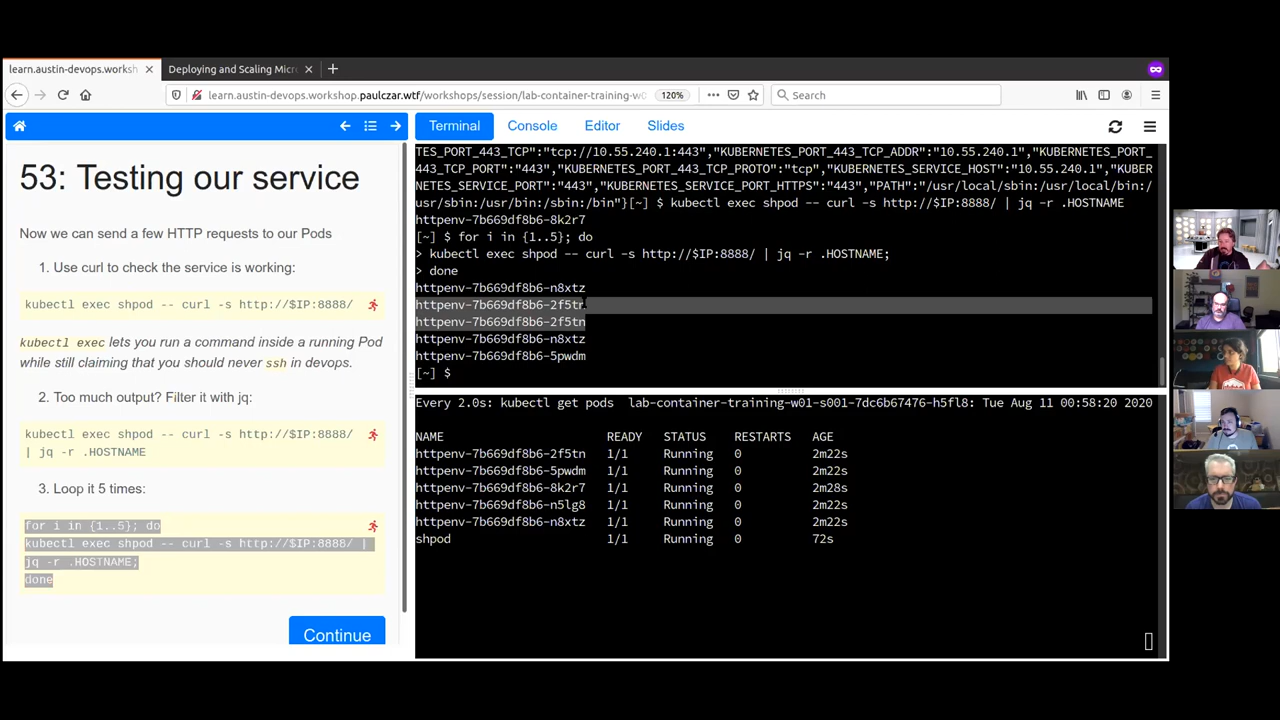 learn.austin-devops.worksh
Deploying and Scaling Micr
learn.austin-devops.workshop.paulczar.wtf/workshops/session/lab-container-training-w0
120%
Search
Terminal
Console
Editor
Slides
53: Testing our service
Now we can send a few HTTP requests to our Pods
1. Use curl to check the service is working:
kubectl exec shpod -- curl -s http://$IP:8888/
kubectl exec lets you run a command inside a running Pod
while still claiming that you should never ssh in devops.
2. Too much output? Filter it with jq:
kubectl exec shpod -- curl -s http://$IP:8888/
| jq -r .HOSTNAME
3. Loop it 5 times:
for i in {1..5}; do
kubectl exec shpod -- curl -s http://$IP:8888/ |
jq -r .HOSTNAME;
done
Continue
TES_PORT_443_TCP":"tcp://10.55.240.1:443","KUBERNETES_PORT_443_TCP_ADDR":"10.55.240.1","KUBERNETES_PORT_
443_TCP_PORT":"443","KUBERNETES_PORT_443_TCP_PROTO":"tcp","KUBERNETES_SERVICE_HOST":"10.55.240.1","KUBER
NETES_SERVICE_PORT":"443","KUBERNETES_SERVICE_PORT_HTTPS":"443","PATH":"/usr/local/sbin:/usr/local/bin:/
usr/sbin:/usr/bin:/sbin:/bin"}[~] $ kubectl exec shpod -- curl -s http://$IP:8888/ | jq -r .HOSTNAME
httpenv-7b669df8b6-8k2r7
[~] $ for i in {1..5}; do
> kubectl exec shpod -- curl -s http://$IP:8888/ | jq -r .HOSTNAME;
> done
httpenv-7b669df8b6-n8xtz
httpenv-7b669df8b6-2f5tn
httpenv-7b669df8b6-2f5tn
httpenv-7b669df8b6-n8xtz
httpenv-7b669df8b6-5pwdm
[~] $
Every 2.0s: kubectl get pods lab-container-training-w01-s001-7dc6b67476-h5fl8: Tue Aug 11 00:58:20 2020
NAME READY STATUS RESTARTS AGE
httpenv-7b669df8b6-2f5tn 1/1 Running 0 2m22s
httpenv-7b669df8b6-5pwdm 1/1 Running 0 2m22s
httpenv-7b669df8b6-8k2r7 1/1 Running 0 2m28s
httpenv-7b669df8b6-n5lg8 1/1 Running 0 2m22s
httpenv-7b669df8b6-n8xtz 1/1 Running 0 2m22s
shpod 1/1 Running 0 72s